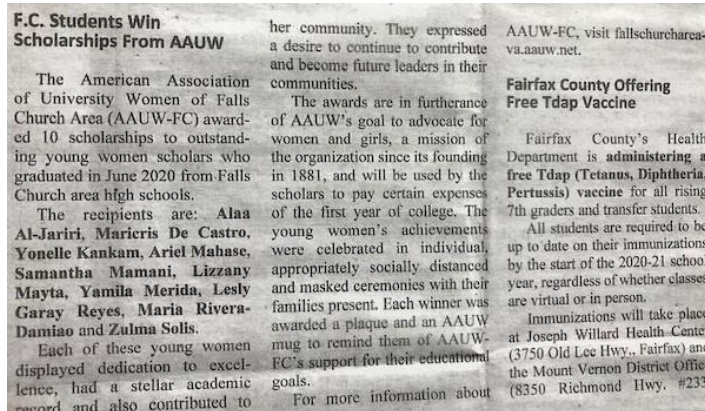 F.C. Students Win
Scholarships From AAUW
The American Association
of University Women of Falls
Church Area (AAUW-FC) award-
ed 10 scholarships to outstand-
ing young women scholars who
graduated in June 2020 from Falls
Church area high schools.
The recipients are: Alaa
Al-Jariri, Maricris De Castro,
Yonelle Kankam, Ariel Mahase,
Samantha Mamani, Lizzany
Mayta, Yamila Merida, Lesly
Garay Reyes, Maria Rivera-
Damiao and Zulma Solis.
Each of these young women
displayed dedication to excel-
lence, had a stellar academic
record and also contributed to
her community. They expressed
a desire to continue to contribute
and become future leaders in their
communities.
The awards are in furtherance
of AAUW's goal to advocate for
women and girls, a mission of
the organization since its founding
in 1881, and will be used by the
scholars to pay certain expenses
of the first year of college. The
young women's achievements
were celebrated in individual,
appropriately socially distanced
and masked ceremonies with their
families present. Each winner was
awarded a plaque and an AAUW
mug to remind them of AAUW-
FC's support for their educational
goals.
For more information about
AAUW-FC, visit fallschurcharea-
va.aauw.net.
Fairfax County Offering
Free Tdap Vaccine
Fairfax County's Health
Department is administering a
free Tdap (Tetanus, Diphtheria,
Pertussis) vaccine for all rising
7th graders and transfer students.
All students are required to be
up to date on their immunizations
by the start of the 2020-21 school
year, regardless of whether classes
are virtual or in person.
Immunizations will take place
at Joseph Willard Health Cente
(3750 Old Lee Hwy., Fairfax) and
the Mount Vernon District Offic
(8350 Richmond Hwy. #233